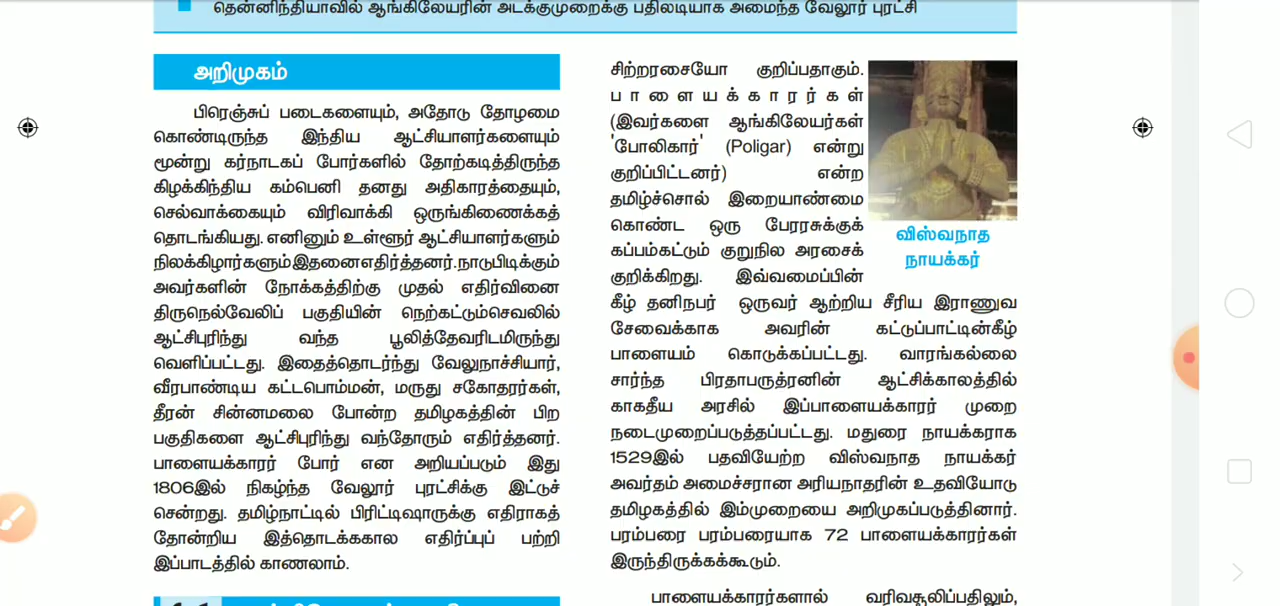 தென்னிந்தியாவில் ஆங்கிலேயரின் அடக்குமுறைக்கு பதிலடியாக அமைந்த வேலூர் புரட்சி
அறிமுகம்
பிரெஞ்சுப் படைகளையும், அதோடு தோழமை
கொண்டிருந்த இந்திய ஆட்சியாளர்களையும்
மூன்று கர்நாடகப் போர்களில் தோற்கடித்திருந்த
கிழக்கிந்திய கம்பெனி தனது அதிகாரத்தையும்,
செல்வாக்கையும் விரிவாக்கி ஒருங்கிணைக்கத்
தொடங்கியது. எனினும் உள்ளூர் ஆட்சியாளர்களும்
நிலக்கிழார்களும் இதனை எதிர்த்தனர். நாடுபிடிக்கும்
அவர்களின் நோக்கத்திற்கு முதல் எதிர்வினை
திருநெல்வேலிப் பகுதியின் நெற்கட்டும்செவலில்
ஆட்சிபுரிந்து வந்த பூலித்தேவரிடமிருந்து
வெளிப்பட்டது. இதைத்தொடர்ந்து வேலுநாச்சியார்,
வீரபாண்டிய கட்டபொம்மன், மருது சகோதரர்கள்,
தீரன் சின்னமலை போன்ற தமிழகத்தின் பிற
பகுதிகளை ஆட்சிபுரிந்து வந்தோரும் எதிர்த்தனர்.
பாளையக்காரர் போர் என அறியப்படும் இது
1806இல் நிகழ்ந்த வேலூர் புரட்சிக்கு இட்டுச்
சென்றது. தமிழ்நாட்டில் பிரிட்டிஷாருக்கு எதிராகத்
தோன்றிய இத்தொடக்ககால எதிர்ப்புப் பற்றி
இப்பாடத்தில் காணலாம்.
சிற்றரசையோ குறிப்பதாகும்.
பாளையக்காரர்கள்
(இவர்களை ஆங்கிலேயர்கள்
'போலிகார்' (Poligar) என்று
குறிப்பிட்டனர்) என்ற
தமிழ்ச்சொல் இறையாண்மை
கொண்ட ஒரு பேரரசுக்குக்
கப்பம்கட்டும் குறுநில அரசைக்
குறிக்கிறது. இவ்வமைப்பின்
கீழ் தனிநபர் ஒருவர் ஆற்றிய சீரிய இராணுவ
சேவைக்காக அவரின் கட்டுப்பாட்டின்கீழ்
பாளையம் கொடுக்கப்பட்டது. வாரங்கல்லை
சார்ந்த பிரதாபருத்ரனின் ஆட்சிக்காலத்தில்
காகதீய அரசில் இப்பாளையக்காரர் முறை
நடைமுறைப்படுத்தப்பட்டது. மதுரை நாயக்கராக
1529இல் பதவியேற்ற விஸ்வநாத நாயக்கர்
அவர்தம் அமைச்சரான அரியநாதரின் உதவியோடு
தமிழகத்தில் இம்முறையை அறிமுகப்படுத்தினார்.
பரம்பரை பரம்பரையாக 72 பாளையக்காரர்கள்
இருந்திருக்கக்கூடும்.
பாளையக்காரர்களால் வரிவசூலிப்பதிலும்,
விஸ்வநாத
நாயக்கர்